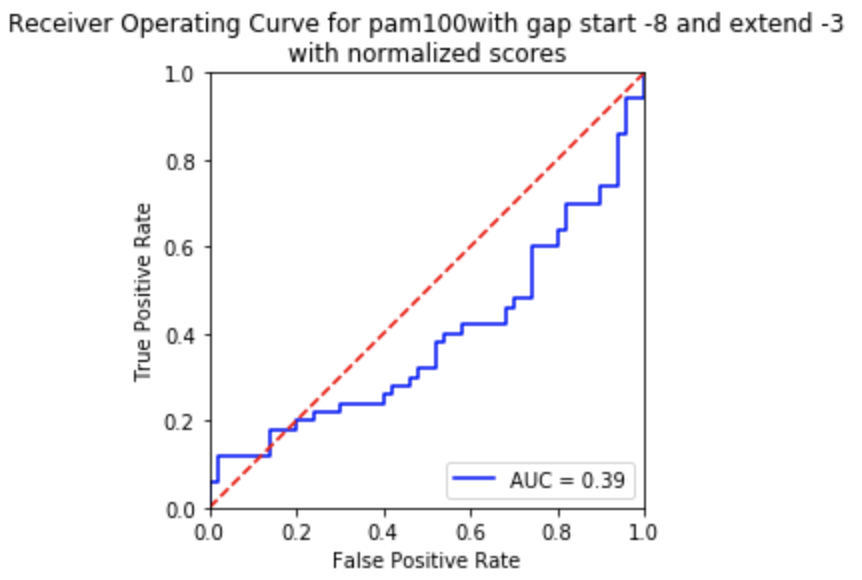 Receiver Operating Curve for pam100with gap start -8 and extend -3
with normalized scores
1.0
0.8
0.6
0.4
0.2
0.0
True Positive Rate
AUC = 0.39
0.0 0.2 0.4 0.6 0.8 1.0
False Positive Rate